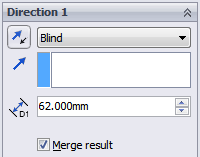 Direction 1
Blind
D1
62.000mm
Merge result